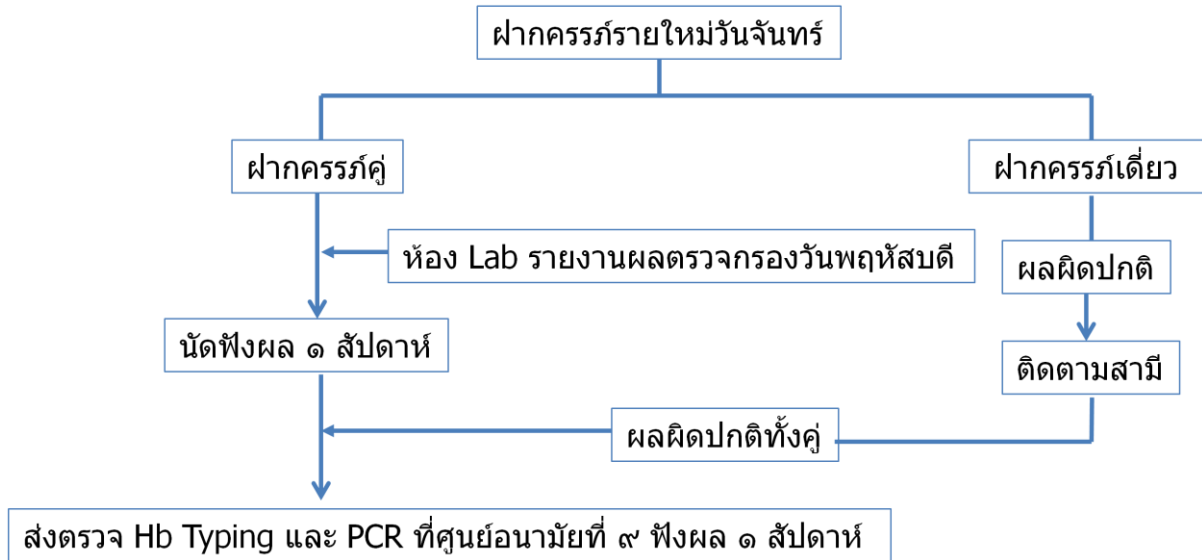 ฝากครรภ์รายใหม่วันจันทร์
ฝากครรภ์คู่
ฝากครรภ์เดี่ยว
ห้อง Lab รายงานผลตรวจกรองวันพฤหัสบดี
ผลผิดปกติ
นัดฟังผล ๑ สัปดาห์
ติดตามสามี
ผลผิดปกติทั้งคู่
ส่งตรวจ Hb Typing และ PCR ที่ศูนย์อนามัยที่ ๙ ฟังผล ๑ สัปดาห์